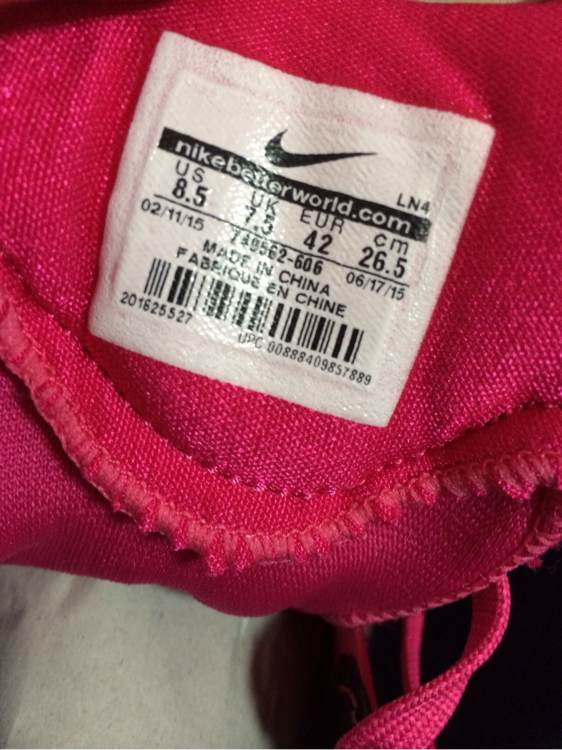 nikebetterworld.com
LN4
US UK EUR cm
8.5 7.5 42 26.5
02/11/15 06/17/15
MADE IN CHINA
FABRIQUE EN CHINE
201625527
UPC 00888409857889